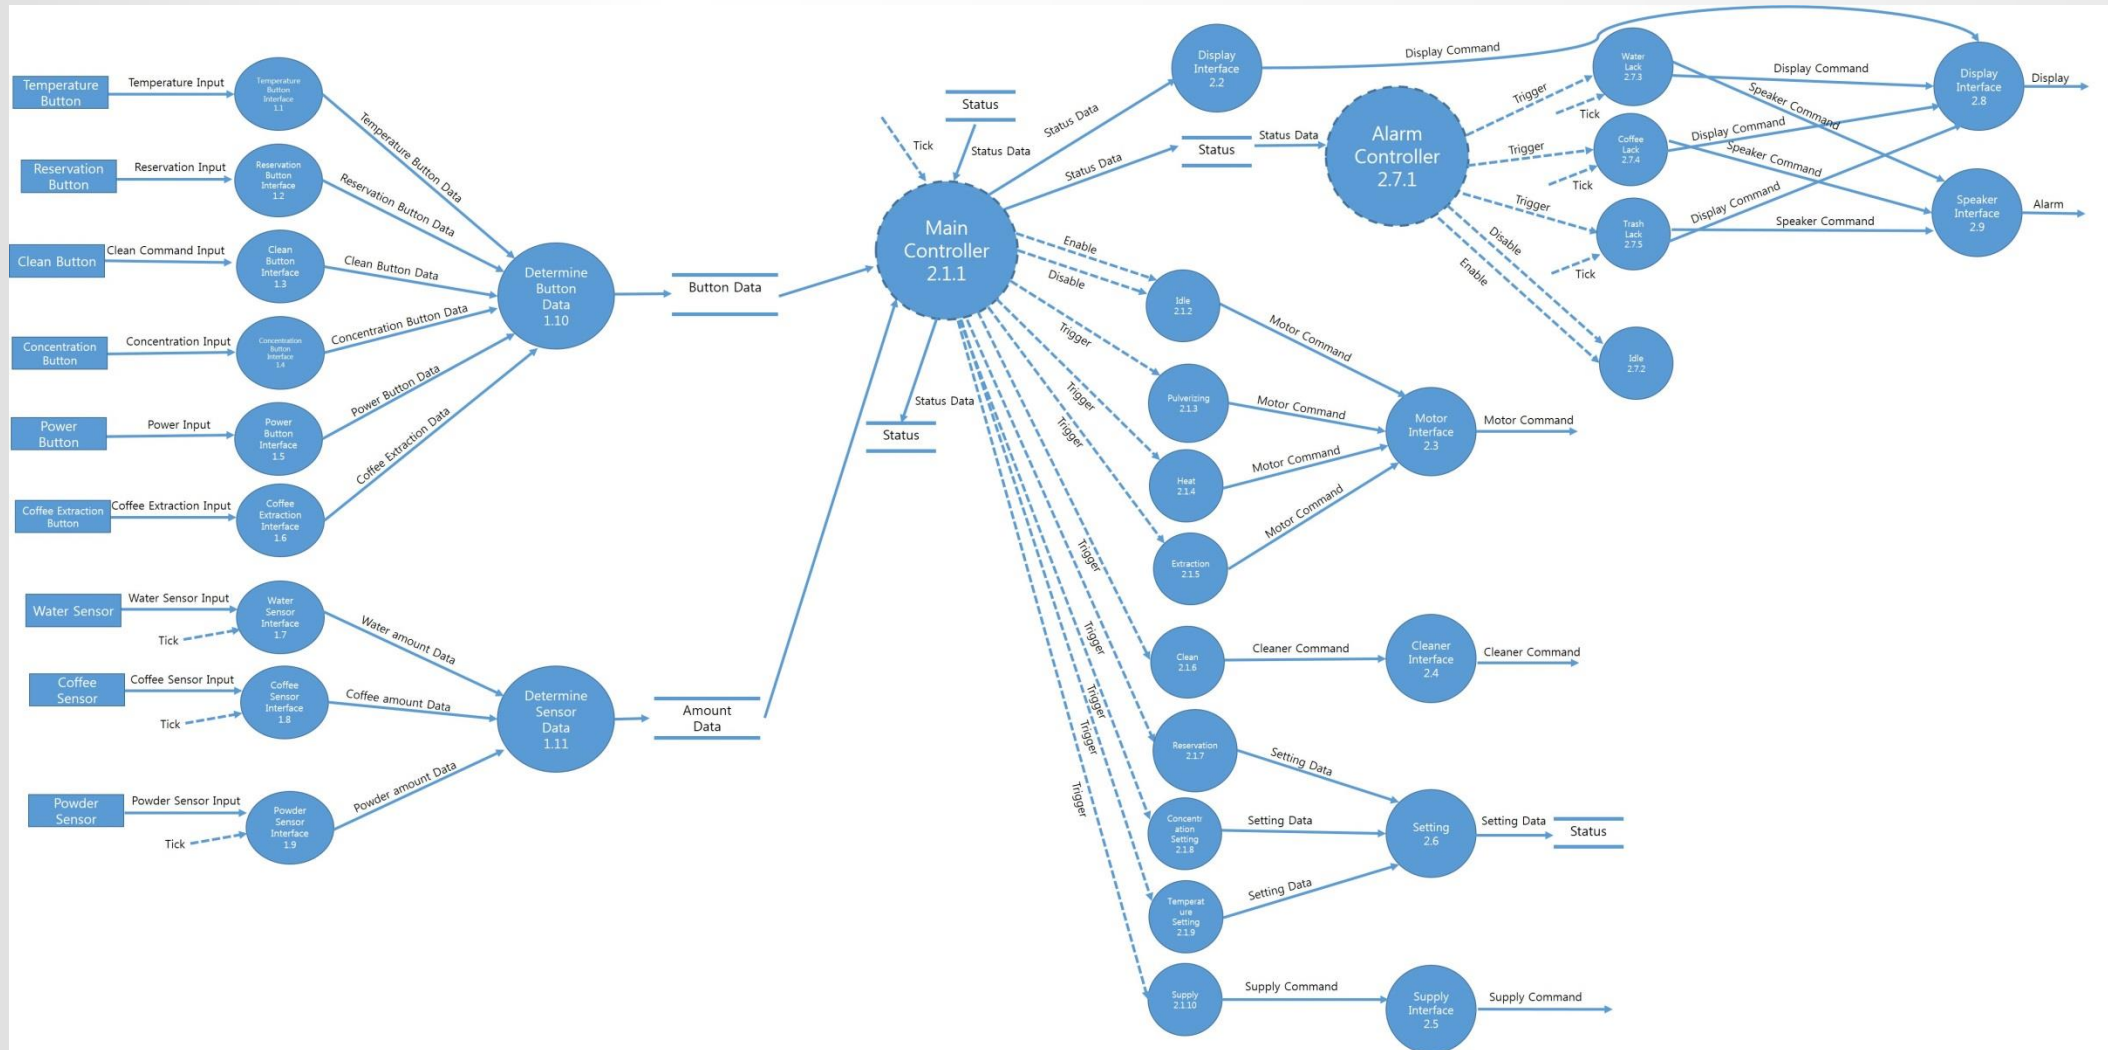 Temperature
Button
Temperature Input
Temperature
Button
Interface
1.1
Temperature Button Data
Reservation
Button
Reservation Input
Reservation
Button
Interface
1.2
Reservation Button Data
Clean Button
Clean Command Input
Clean
Button
Interface
1.3
Clean Button Data
Concentration
Button
Concentration Input
Concentration
Button
Interface
1.4
Concentration Button Data
Power
Button
Power Input
Power
Button
Interface
1.5
Power Button Data
Coffee Extraction
Button
Coffee Extraction Input
Coffee
Extraction
Interface
1.6
Coffee Extraction Data
Determine
Button
Data
1.10
Button Data
Water Sensor
Water Sensor Input
Tick
Water
Sensor
Interface
1.7
Water amount Data
Coffee
Sensor
Coffee Sensor Input
Tick
Coffee
Sensor
Interface
1.8
Coffee amount Data
Powder
Sensor
Powder Sensor Input
Tick
Powder
Sensor
Interface
1.9
Powder amount Data
Determine
Sensor
Data
1.11
Amount
Data
Tick
Status
Status Data
Main
Controller
2.1.1
Status Data
Status
Status Data
Display
Interface
2.2
Display Command
Status Data
Status
Status Data
Alarm
Controller
2.7.1
Trigger
Tick
Water
Lack
2.7.3
Display Command
Speaker Command
Trigger
Tick
Coffee
Lack
2.7.4
Display Command
Speaker Command
Trigger
Tick
Trash
Lack
2.7.5
Display Command
Speaker Command
Disable
Enable
Idle
2.7.2
Display
Interface
2.8
Display
Speaker
Interface
2.9
Alarm
Enable
Disable
Idle
2.1.2
Motor Command
Trigger
Pulverizing
2.1.3
Motor Command
Trigger
Heat
2.1.4
Motor Command
Trigger
Extraction
2.1.5
Motor Command
Motor
Interface
2.3
Motor Command
Trigger
Clean
2.1.6
Cleaner Command
Cleaner
Interface
2.4
Cleaner Command
Trigger
Reservation
2.1.7
Setting Data
Trigger
Concentr
ation
Setting
2.1.8
Setting Data
Trigger
Temperat
ure
Setting
2.1.9
Setting Data
Setting
2.6
Setting Data
Status
Trigger
Supply
2.1.10
Supply Command
Supply
Interface
2.5
Supply Command